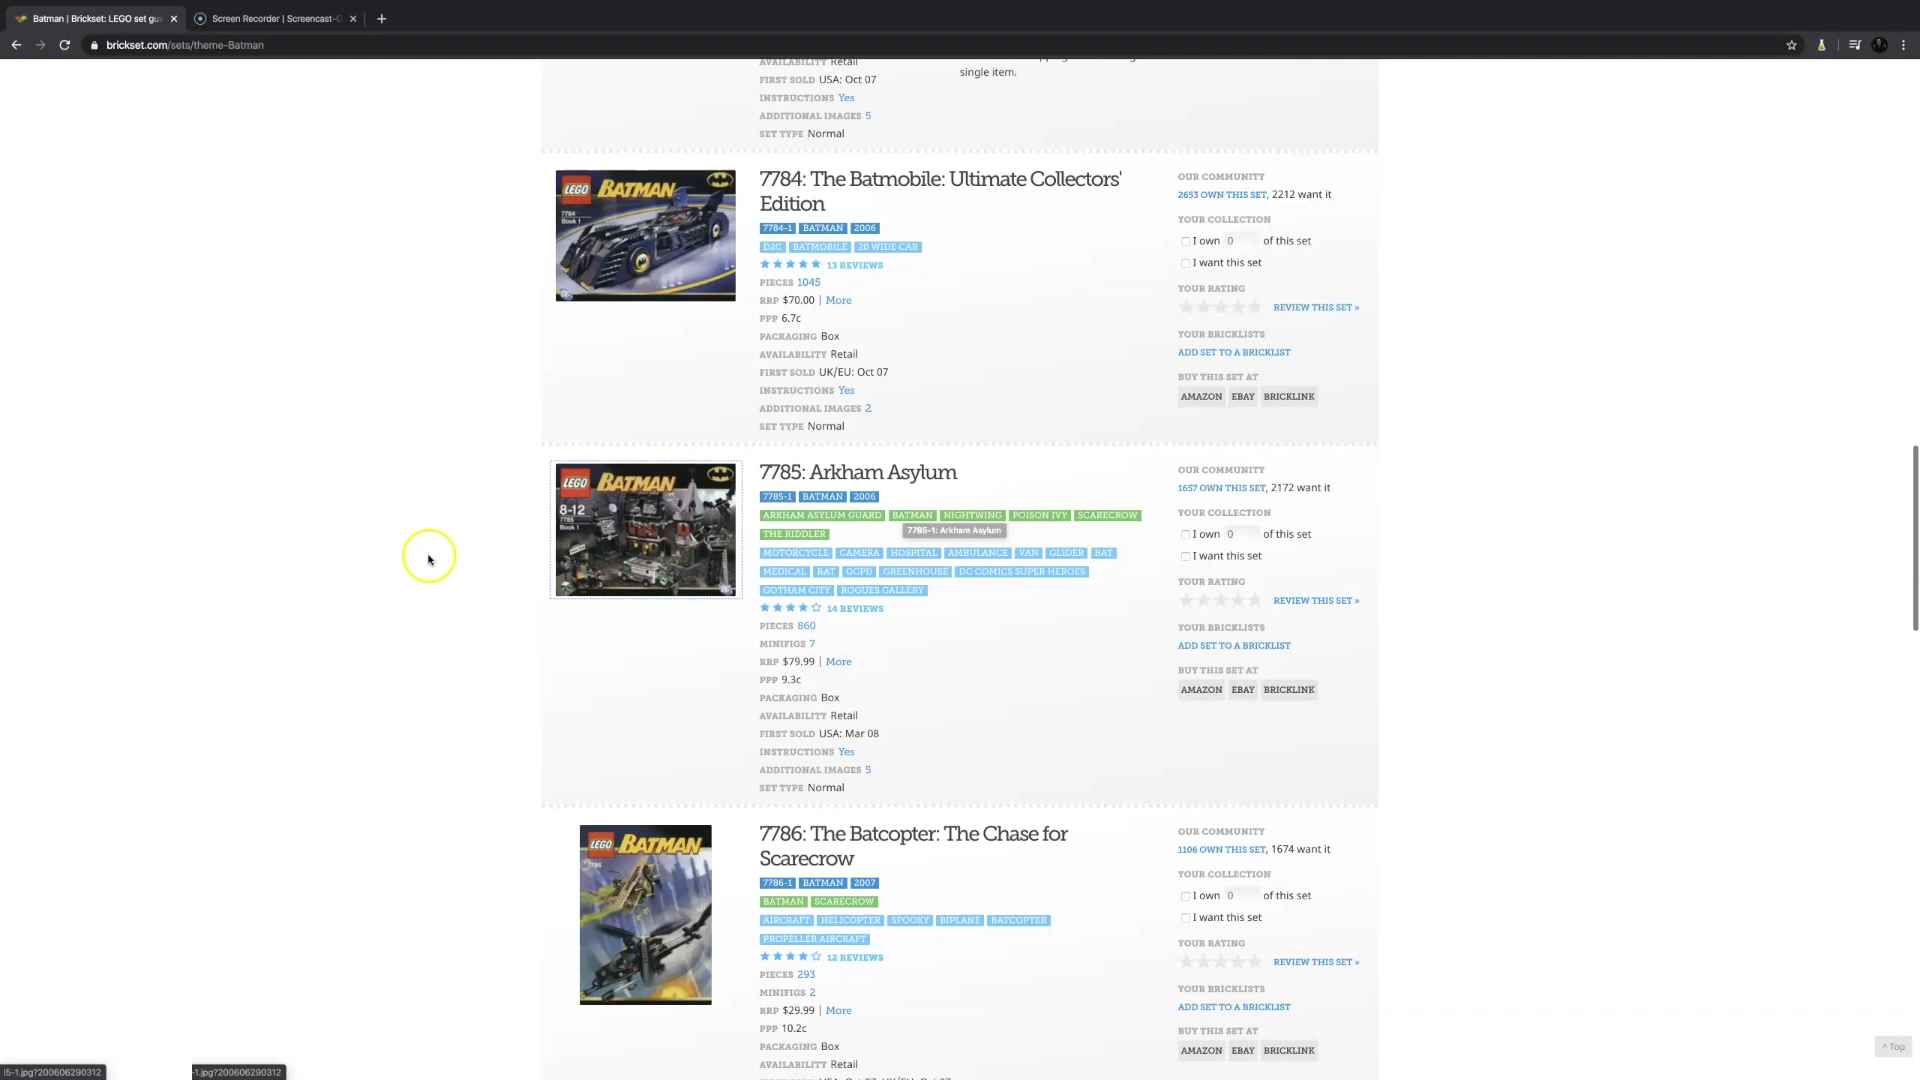 Batman | Brickset: LEGO set gui
Screen Recorder | Screencast-O
brickset.com/sets/theme-Batman
AVAILABILITY Retail
FIRST SOLD USA: Oct 07
INSTRUCTIONS Yes
ADDITIONAL IMAGES 5
SET TYPE Normal
single item.
LEGO BATMAN
7784
Book 1
7784: The Batmobile: Ultimate Collectors'
Edition
7784-1 BATMAN 2006
D2C BATMOBILE 20 WIDE CAR
13 REVIEWS
PIECES 1045
RRP $70.00 | More
PPP 6.7c
PACKAGING Box
AVAILABILITY Retail
FIRST SOLD UK/EU: Oct 07
INSTRUCTIONS Yes
ADDITIONAL IMAGES 2
SET TYPE Normal
OUR COMMUNITY
2653 OWN THIS SET, 2212 want it
YOUR COLLECTION
I own 0 of this set
I want this set
YOUR RATING
REVIEW THIS SET »
YOUR BRICKLISTS
ADD SET TO A BRICKLIST
BUY THIS SET AT
AMAZON EBAY BRICKLINK
LEGO BATMAN
8-12
7785
Book 1
7785: Arkham Asylum
7785-1 BATMAN 2006
ARKHAM ASYLUM GUARD BATMAN NIGHTWING POISON IVY SCARECROW
7785-1: Arkham Asylum
THE RIDDLER
MOTORCYCLE CAMERA HOSPITAL AMBULANCE VAN GLIDER BAT
MEDICAL RAT GCPD GREENHOUSE DC COMICS SUPER HEROES
GOTHAM CITY ROGUES GALLERY
14 REVIEWS
PIECES 860
MINIFIGS 7
RRP $79.99 | More
PPP 9.3c
PACKAGING Box
AVAILABILITY Retail
FIRST SOLD USA: Mar 08
INSTRUCTIONS Yes
ADDITIONAL IMAGES 5
SET TYPE Normal
OUR COMMUNITY
1657 OWN THIS SET, 2172 want it
YOUR COLLECTION
I own 0 of this set
I want this set
YOUR RATING
REVIEW THIS SET »
YOUR BRICKLISTS
ADD SET TO A BRICKLIST
BUY THIS SET AT
AMAZON EBAY BRICKLINK
LEGO BATMAN
7786: The Batcopter: The Chase for
Scarecrow
7786-1 BATMAN 2007
BATMAN SCARECROW
AIRCRAFT HELICOPTER SPOOKY BIPLANE BATCOPTER
PROPELLER AIRCRAFT
12 REVIEWS
PIECES 293
MINIFIGS 2
RRP $29.99 | More
PPP 10.2c
PACKAGING Box
AVAILABILITY Retail
OUR COMMUNITY
1106 OWN THIS SET, 1674 want it
YOUR COLLECTION
I own 0 of this set
I want this set
YOUR RATING
REVIEW THIS SET »
YOUR BRICKLISTS
ADD SET TO A BRICKLIST
BUY THIS SET AT
AMAZON EBAY BRICKLINK
^ Top
-1.jpg?200606290312